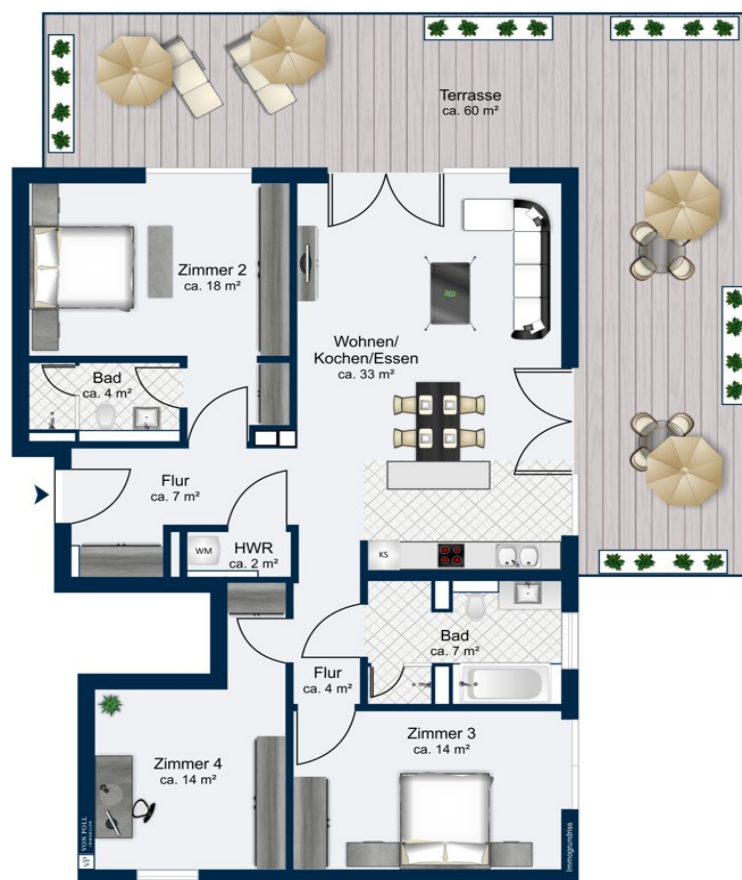 Terrasse
ca. 60 m²
Zimmer 2
ca. 18 m²
Wohnen/
Kochen/Essen
ca. 33 m²
Bad
ca. 4 m²
Flur
ca. 7 m²
WM
HWR
ca. 2 m²
KS
Bad
ca. 7 m²
Flur
ca. 4 m²
Zimmer 3
ca. 14 m²
Zimmer 4
ca. 14 m²
VP
VON POLL
IMMOBILIEN
Immogrundriss